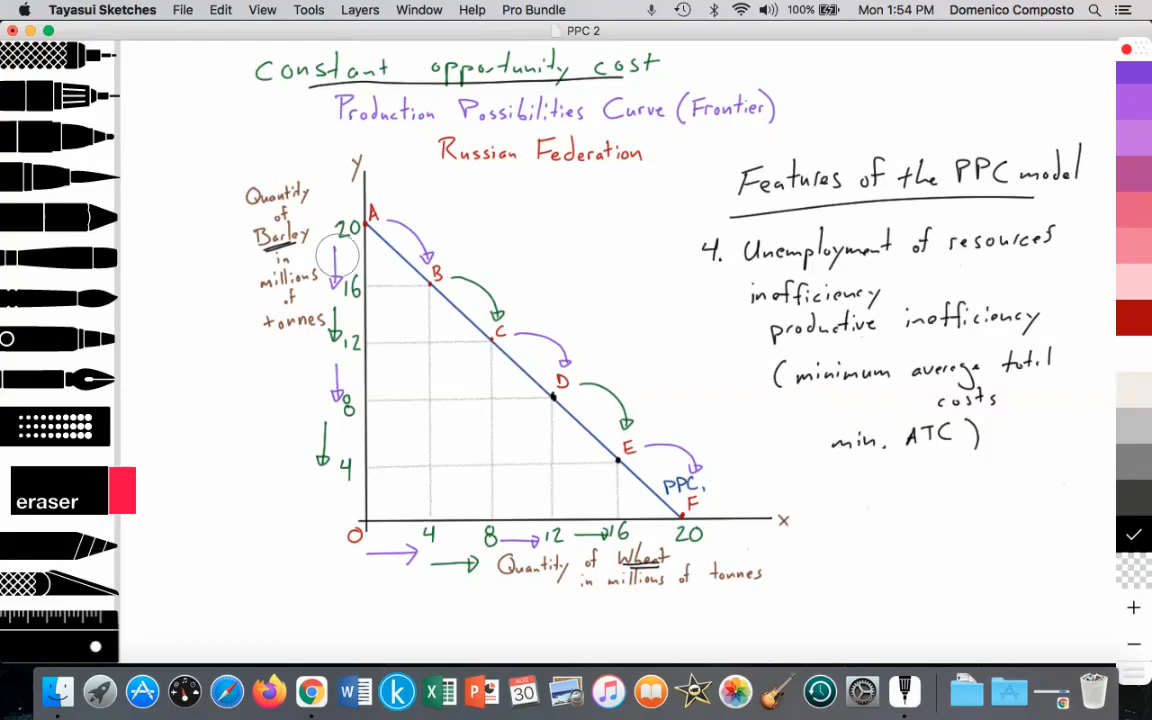 Tayasui Sketches File Edit View Tools Layers Window Help Pro Bundle 100% Mon 1:54 PM Domenico Composto
PPC 2
Constant opportunity cost
Production Possibilities Curve (Frontier)
Russian Federation
Y
Quantity
of
Barley
in
millions
of
tonnes
20
16
12
8
4
A
B
C
D
E
PPC,
F
0 4 8 12 16 20 x
Quantity of Wheat
in millions of tonnes
Features of the PPC model
4. Unemployment of resources
inefficiency
productive inefficiency
(minimum average total
costs
min. ATC)
eraser
W k X P
AUG
30